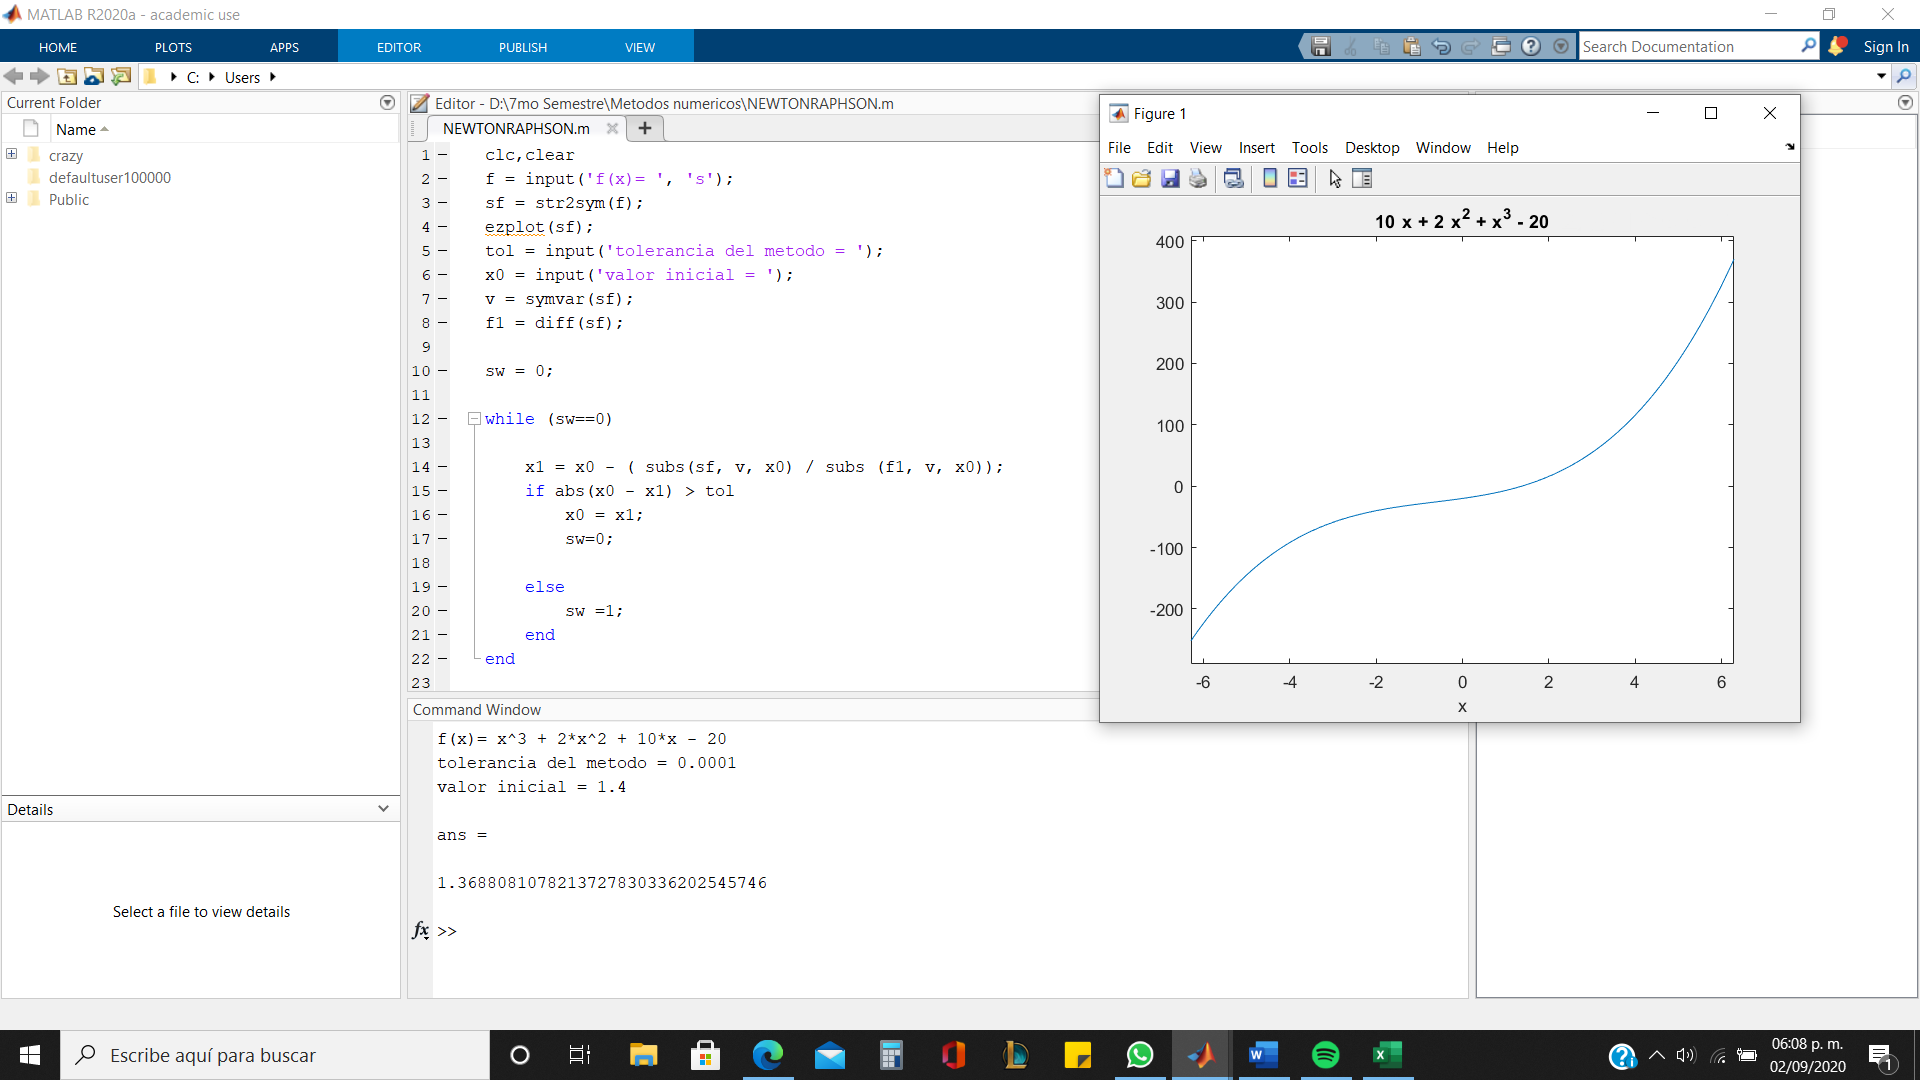 MATLAB R2020a - academic use
HOME PLOTS APPS EDITOR PUBLISH VIEW
Search Documentation
Sign In
C: Users
Current Folder
Name
crazy
defaultuser100000
Public
Details
Select a file to view details
Editor - D:\7mo Semestre\Metodos numericos\NEWTONRAPHSON.m
NEWTONRAPHSON.m
1 clc,clear
2 f = input('f(x)= ', 's');
3 sf = str2sym(f);
4 ezplot(sf);
5 tol = input('tolerancia del metodo = ');
6 x0 = input('valor inicial = ');
7 v = symvar(sf);
8 f1 = diff(sf);
9
10 sw = 0;
11
12 while (sw==0)
13
14 x1 = x0 - ( subs(sf, v, x0) / subs (f1, v, x0));
15 if abs(x0 - x1) > tol
16 x0 = x1;
17 sw=0;
18
19 else
20 sw =1;
21 end
22 end
23
Command Window
f(x)= x^3 + 2*x^2 + 10*x - 20
tolerancia del metodo = 0.0001
valor inicial = 1.4
ans =
1.3688081078213727830336202545746
fx >>
Figure 1
File Edit View Insert Tools Desktop Window Help
10 x + 2 x² + x³ - 20
400
300
200
100
0
-100
-200
-6 -4 -2 0 2 4 6
x
Escribe aquí para buscar
06:08 p. m.
02/09/2020
1